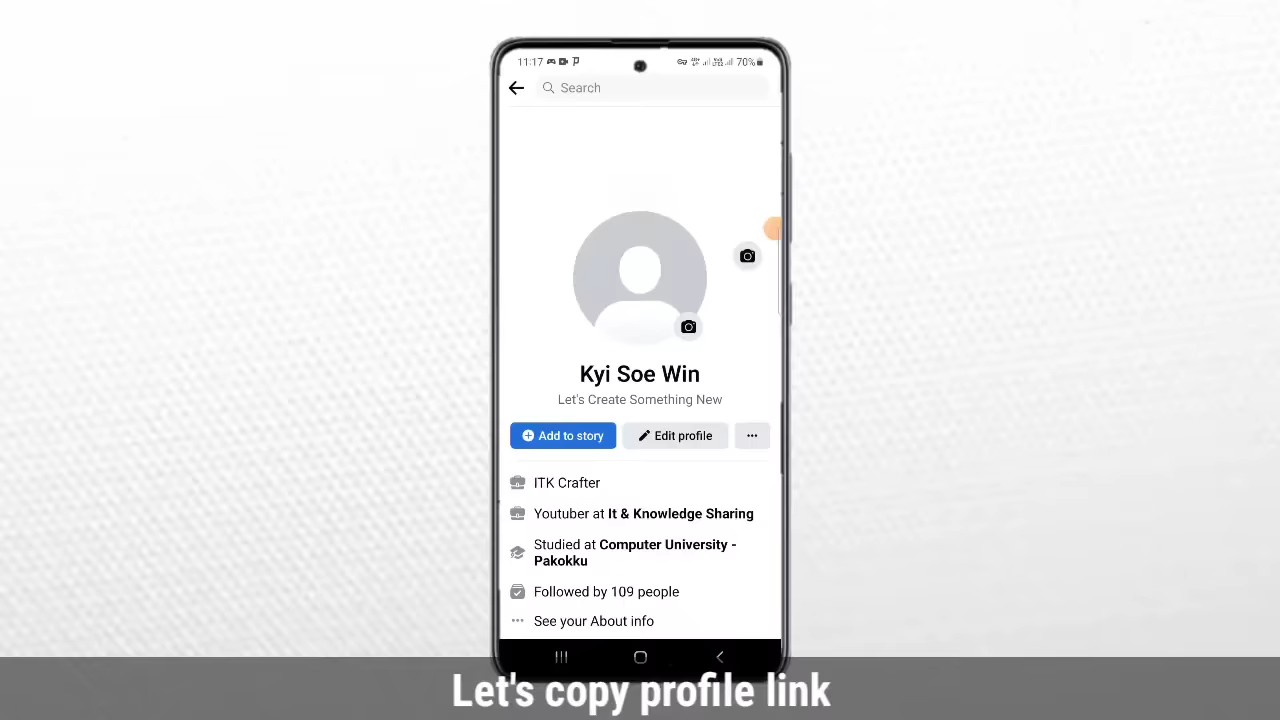 11:17 70%
Search
Kyi Soe Win
Let's Create Something New
Add to story Edit profile
ITK Crafter
Youtuber at It & Knowledge Sharing
Studied at Computer University -
Pakokku
Followed by 109 people
See your About info
Let's copy profile link